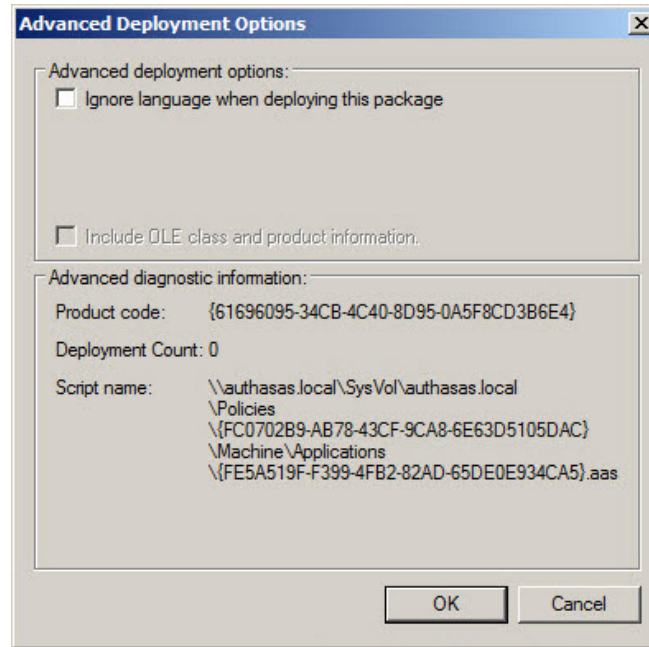 Advanced Deployment Options
Advanced deployment options:
Ignore language when deploying this package
Include OLE class and product information.
Advanced diagnostic information:
Product code: {61696095-34CB-4C40-8D95-0A5F8CD3B6E4}
Deployment Count: 0
Script name: \\authasas.local\SysVol\authasas.local
\Policies
\{FC0702B9-AB78-43CF-9CA8-6E63D5105DAC}
\Machine\Applications
\{FE5A519F-F399-4FB2-82AD-65DE0E934CA5}.aas
OK Cancel